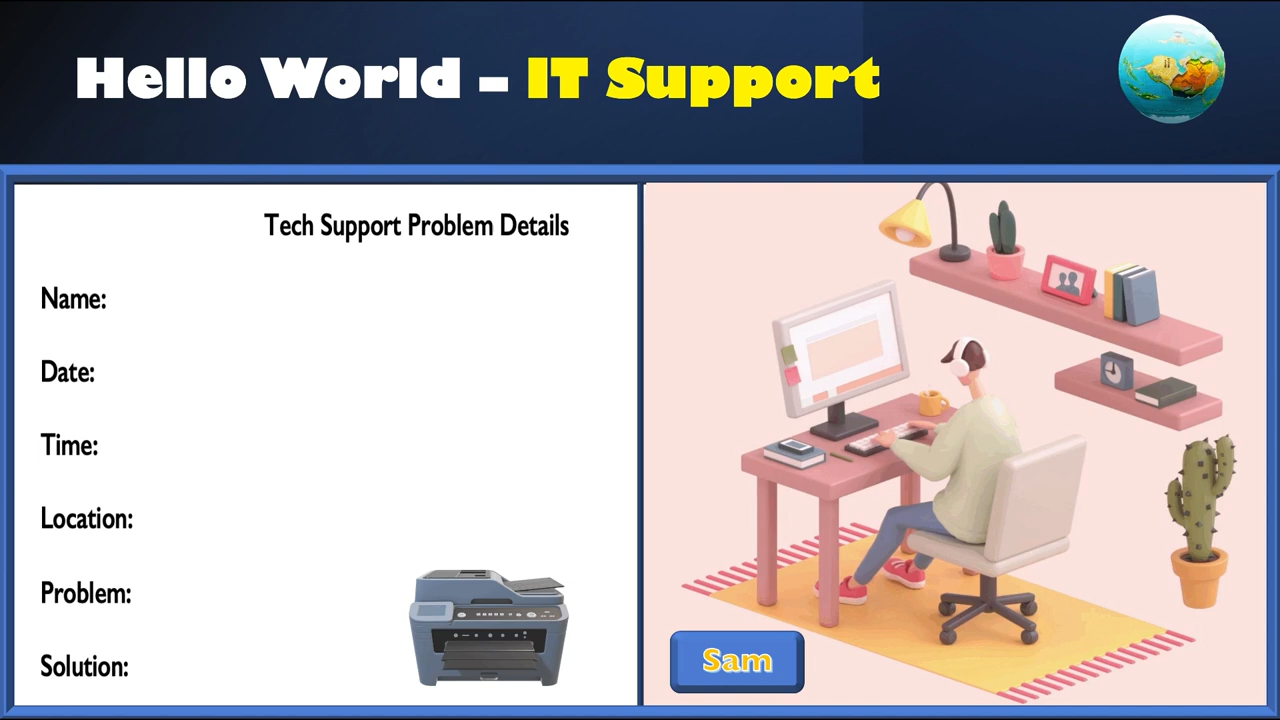 Hello World – IT Support
Tech Support Problem Details
Name:
Date:
Time:
Location:
Problem:
Solution:
Sam